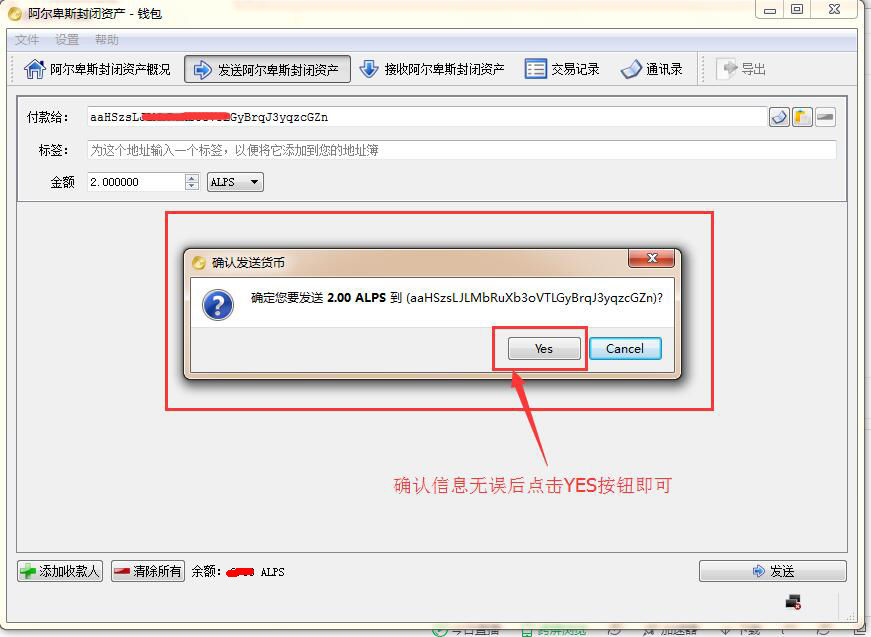 阿尔卑斯封闭资产 - 钱包
文件 设置 帮助
阿尔卑斯封闭资产概况 发送阿尔卑斯封闭资产 接收阿尔卑斯封闭资产 交易记录 通讯录 导出
付款给： aaHSzsL GyBrqJ3yqzcGZn
标签： 为这个地址输入一个标签，以便将它添加到您的地址簿
金额 2.000000 ALPS
确认发送货币
确定您要发送 2.00 ALPS 到 (aaHSzsLJLMbRuXb3oVTLGyBrqJ3yqzcGZn)?
Yes Cancel
确认信息无误后点击YES按钮即可
添加收款人 清除所有 余额: ALPS 发送